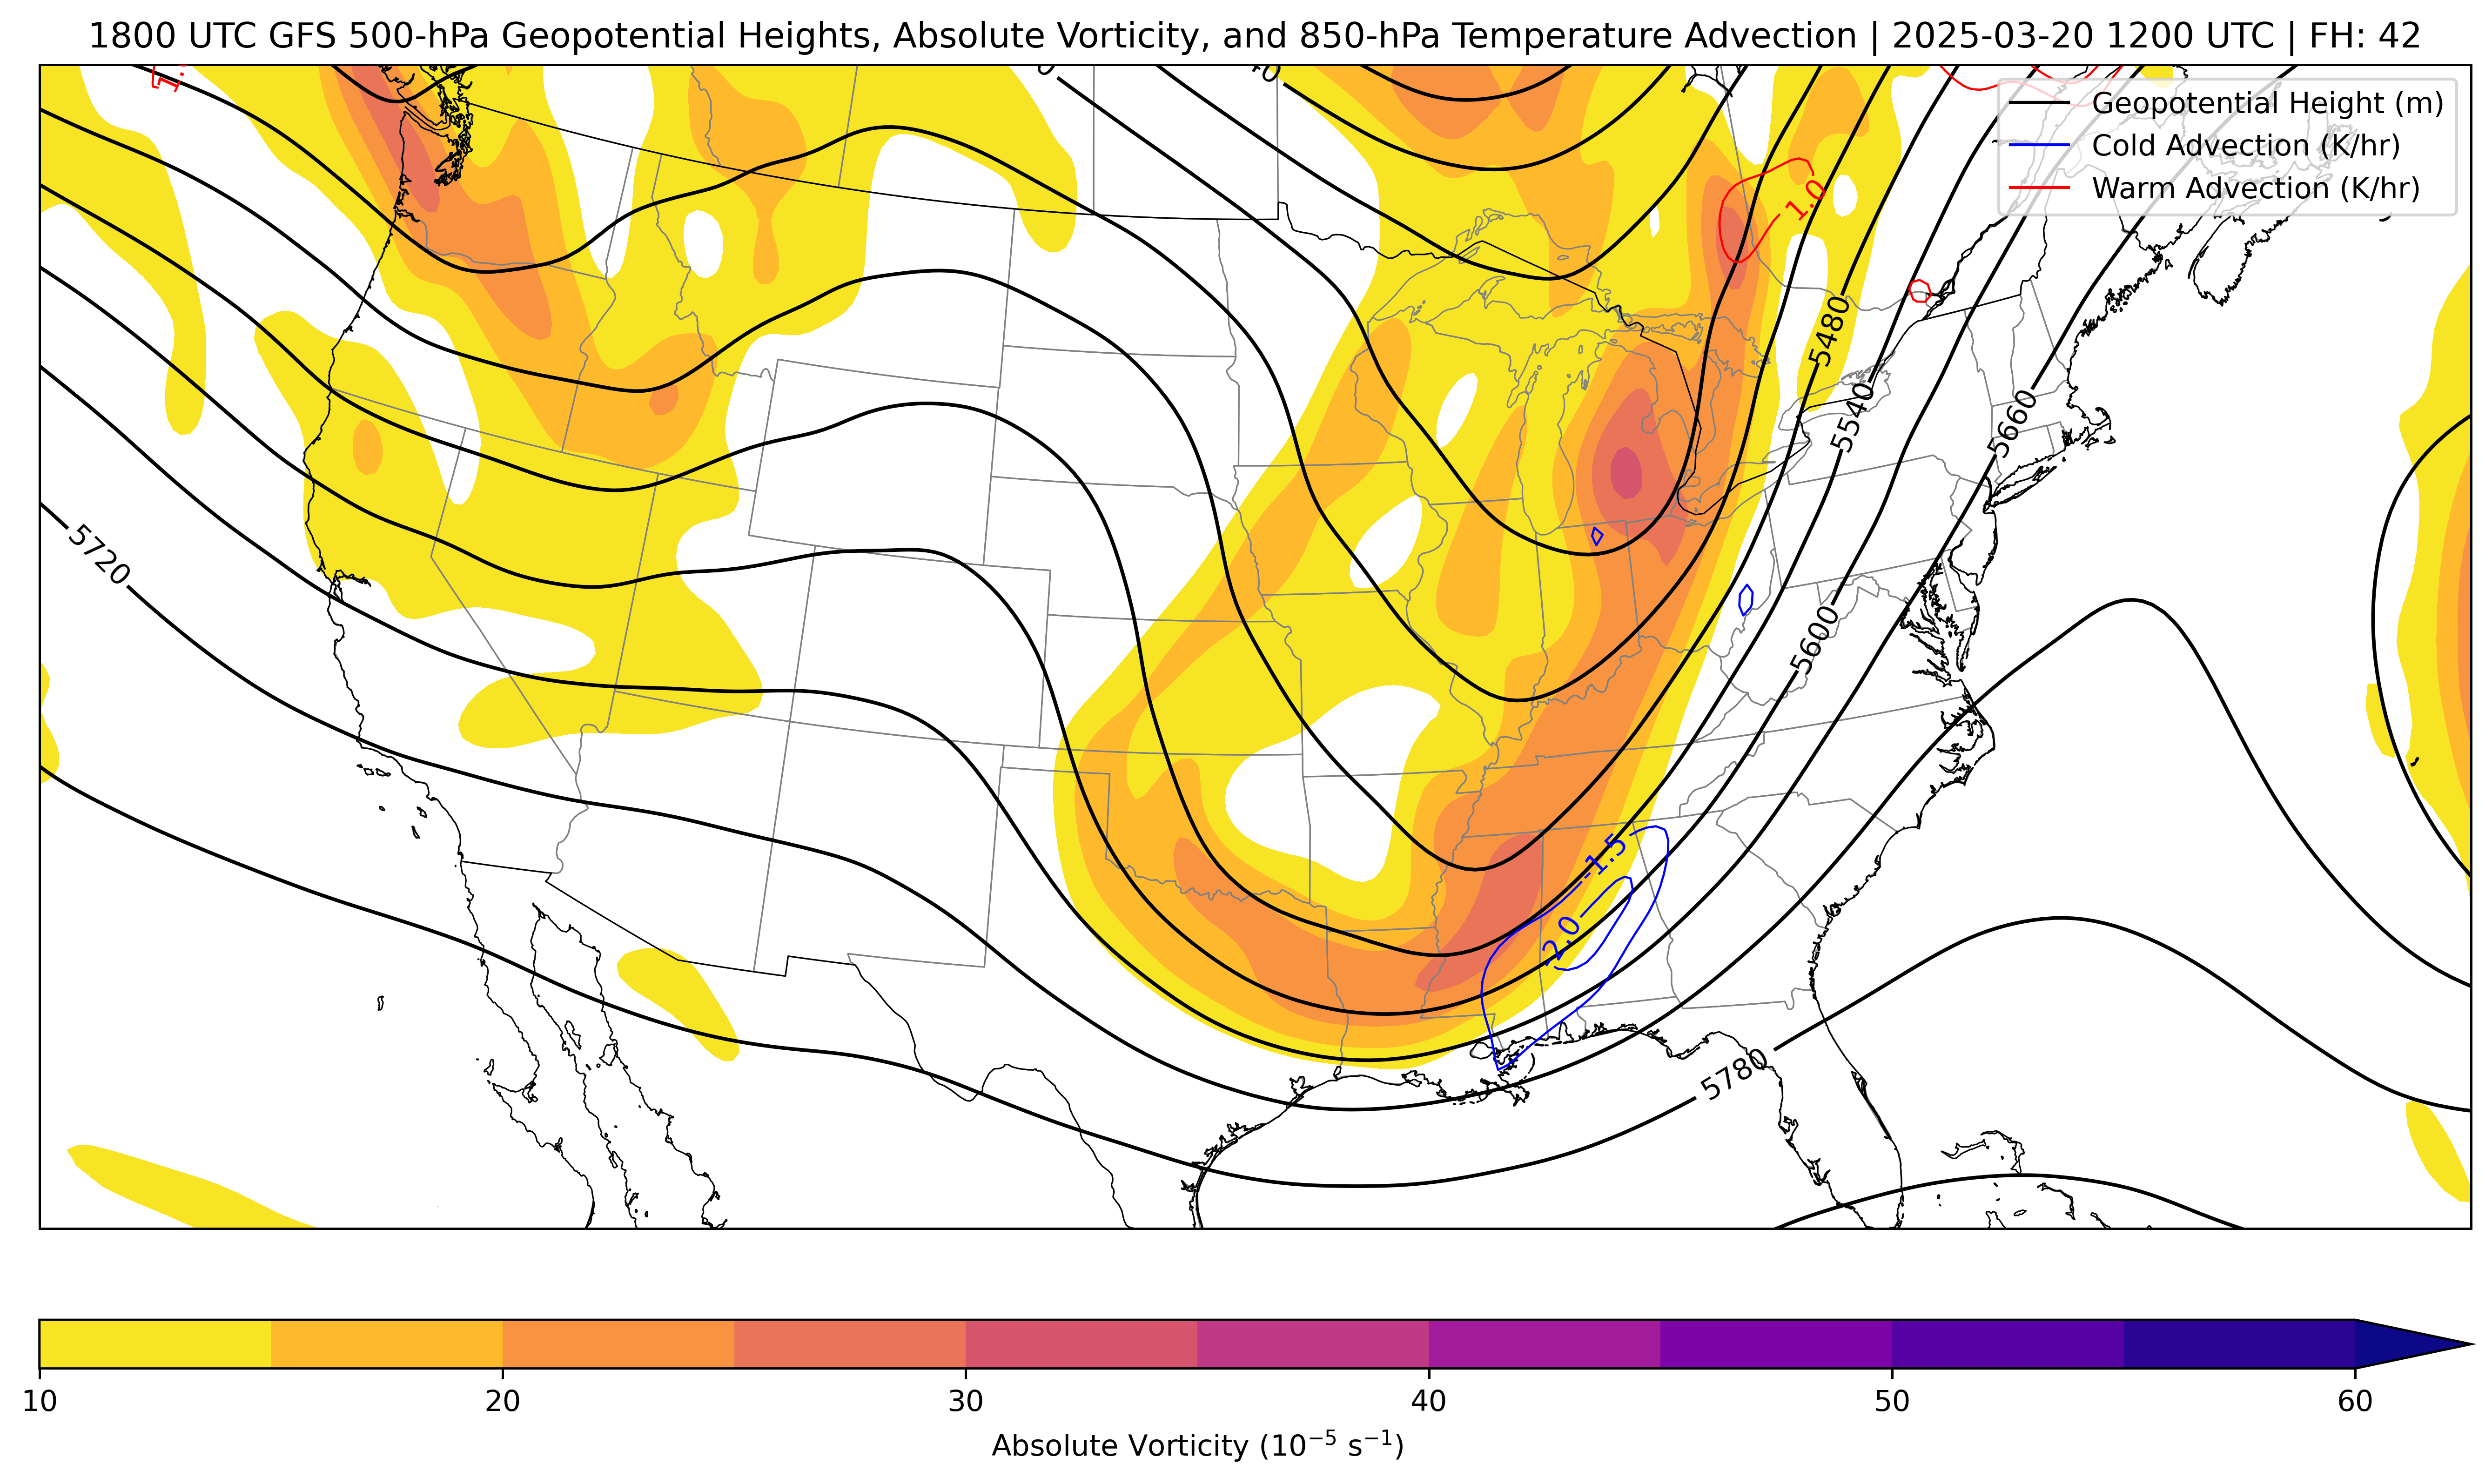 1800 UTC GFS 500-hPa Geopotential Heights, Absolute Vorticity, and 850-hPa Temperature Advection | 2025-03-20 1200 UTC | FH: 42
Geopotential Height (m)
Cold Advection (K/hr)
Warm Advection (K/hr)
1.0
5480
5540
5660
5720
5600
-1.5
-2.0
5780
10 20 30 40 50 60
Absolute Vorticity (10⁻⁵ s⁻¹)